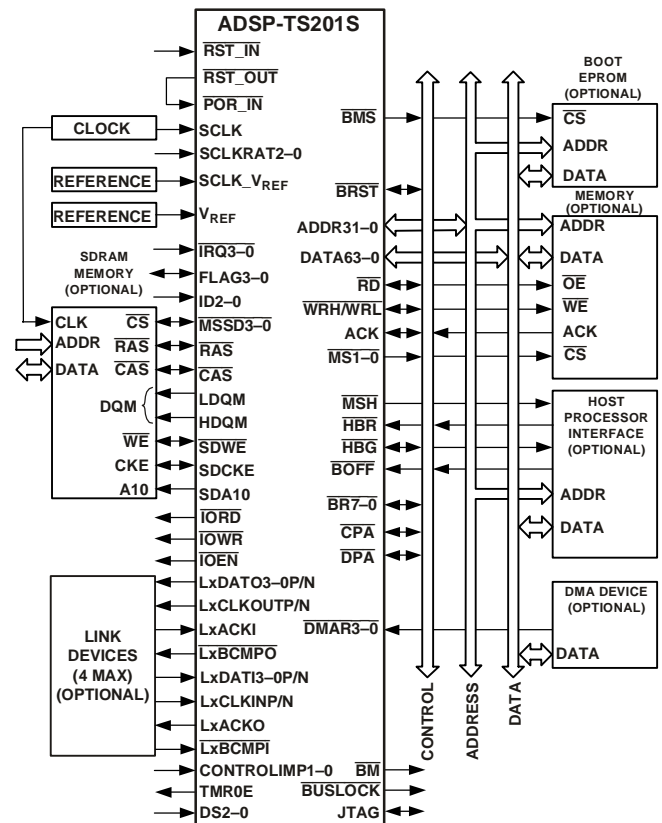 ADSP-TS201S
RST_IN
RST_OUT
POR_IN
CLOCK
SCLK
SCLKRAT2–0
REFERENCE
SCLK_VREF
REFERENCE
VREF
IRQ3–0
SDRAM
MEMORY
(OPTIONAL)
FLAG3–0
ID2–0
CLK
CS
MSSD3–0
ADDR
RAS
RAS
DATA
CAS
CAS
DQM
LDQM
HDQM
WE
SDWE
CKE
SDCKE
A10
SDA10
IORD
IOWR
IOEN
LINK
DEVICES
(4 MAX)
(OPTIONAL)
LxDATO3–0P/N
LxCLKOUTP/N
LxACKI
LxBCMPO
LxDATI3–0P/N
LxCLKINP/N
LxACKO
LxBCMPI
CONTROLIMP1–0
TMR0E
DS2–0
BMS
BRST
ADDR31–0
DATA63–0
RD
WRH/WRL
ACK
MS1–0
MSH
HBR
HBG
BOFF
BR7–0
CPA
DPA
DMAR3–0
BM
BUSLOCK
JTAG
CONTROL
ADDRESS
DATA
BOOT
EPROM
(OPTIONAL)
CS
ADDR
DATA
MEMORY
(OPTIONAL)
ADDR
DATA
OE
WE
ACK
CS
HOST
PROCESSOR
INTERFACE
(OPTIONAL)
ADDR
DATA
DMA DEVICE
(OPTIONAL)
DATA